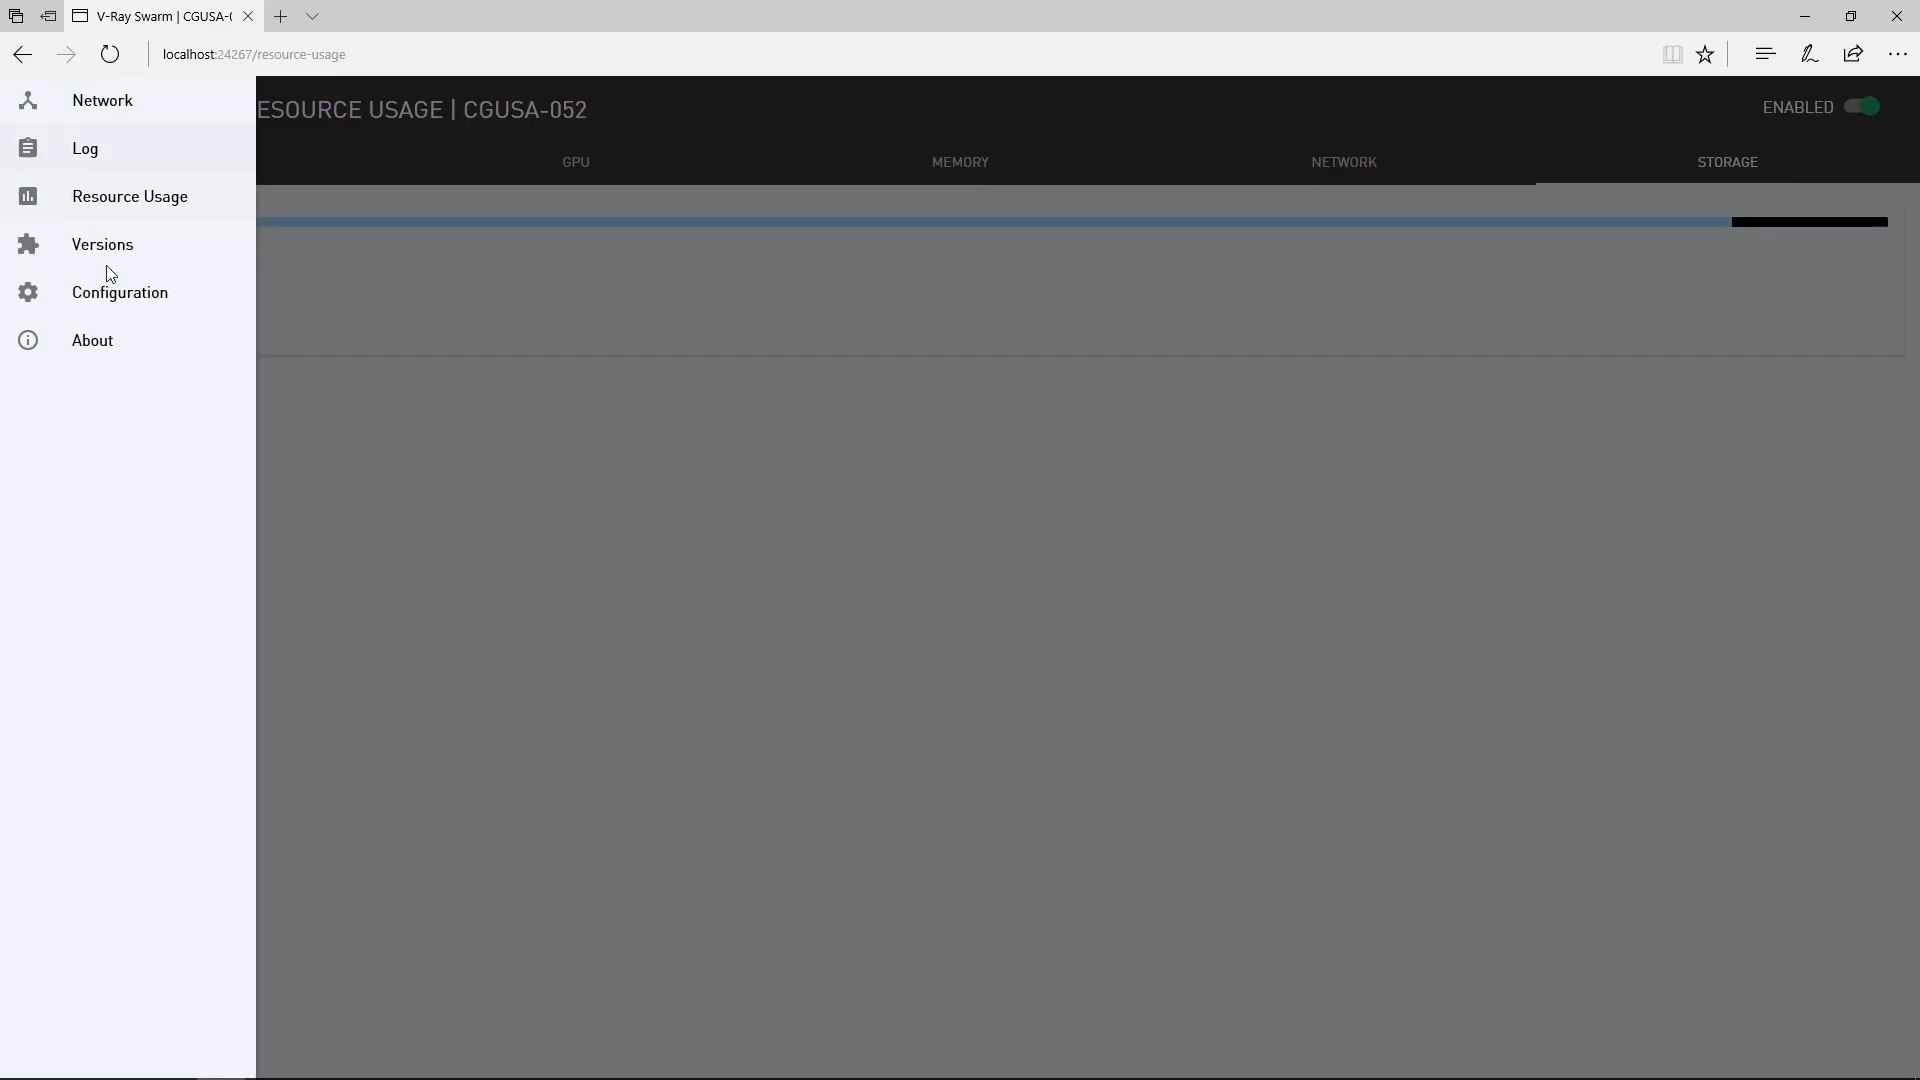 V-Ray Swarm | CGUSA-(
localhost:24267/resource-usage
Network
Log
Resource Usage
Versions
Configuration
About
ESOURCE USAGE | CGUSA-052
ENABLED
GPU
MEMORY
NETWORK
STORAGE